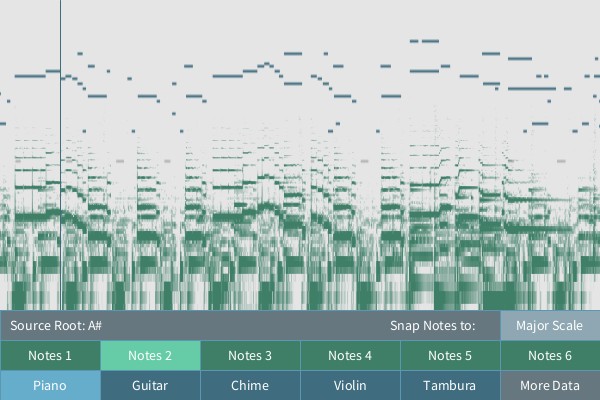 Source Root: A# Snap Notes to: Major Scale
Notes 1 Notes 2 Notes 3 Notes 4 Notes 5 Notes 6
Piano Guitar Chime Violin Tambura More Data